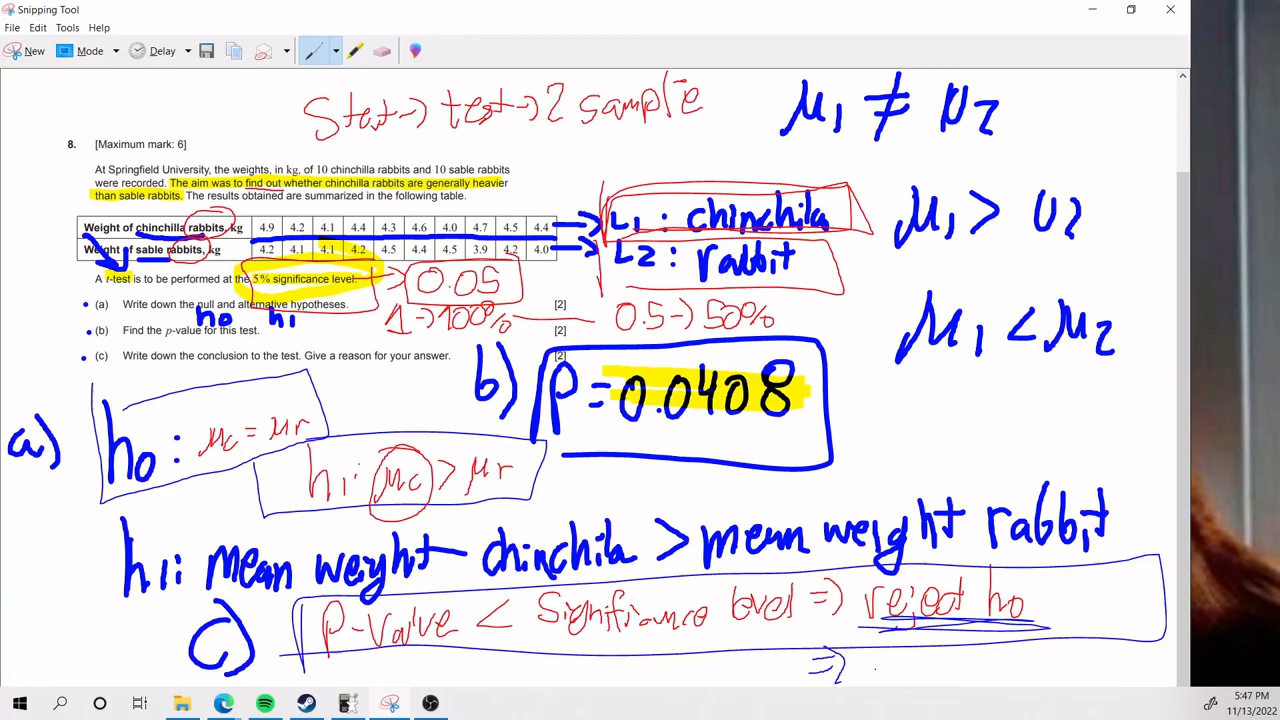 Snipping Tool
File Edit Tools Help
New Mode Delay
Stat → test → 2 sample
μ1 ≠ μ2
8. [Maximum mark: 6]
At Springfield University, the weights, in kg, of 10 chinchilla rabbits and 10 sable rabbits
were recorded. The aim was to find out whether chinchilla rabbits are generally heavier
than sable rabbits. The results obtained are summarized in the following table.
μ1 > μ2
Weight of chinchilla rabbits, kg 4.9 4.2 4.1 4.4 4.3 4.6 4.0 4.7 4.5 4.4
L1 : chinchila
Weight of sable rabbits, kg 4.2 4.1 4.1 4.2 4.5 4.4 4.5 3.9 4.2 4.0
L2 : rabbit
A t-test is to be performed at the 5% significance level.
0.05
(a) Write down the null and alternative hypotheses. [2]
h0 h1
1 → 100% 0.5 → 50%
μ1 < μ2
(b) Find the p-value for this test. [2]
(c) Write down the conclusion to the test. Give a reason for your answer. [2]
b) P = 0.0408
a) h0 : μc = μr
h1: μc > μr
h1: mean weight chinchila > mean weight rabbit
c) P-value < Significance level ⇒ reject h0
⇒
5:47 PM
11/13/2022